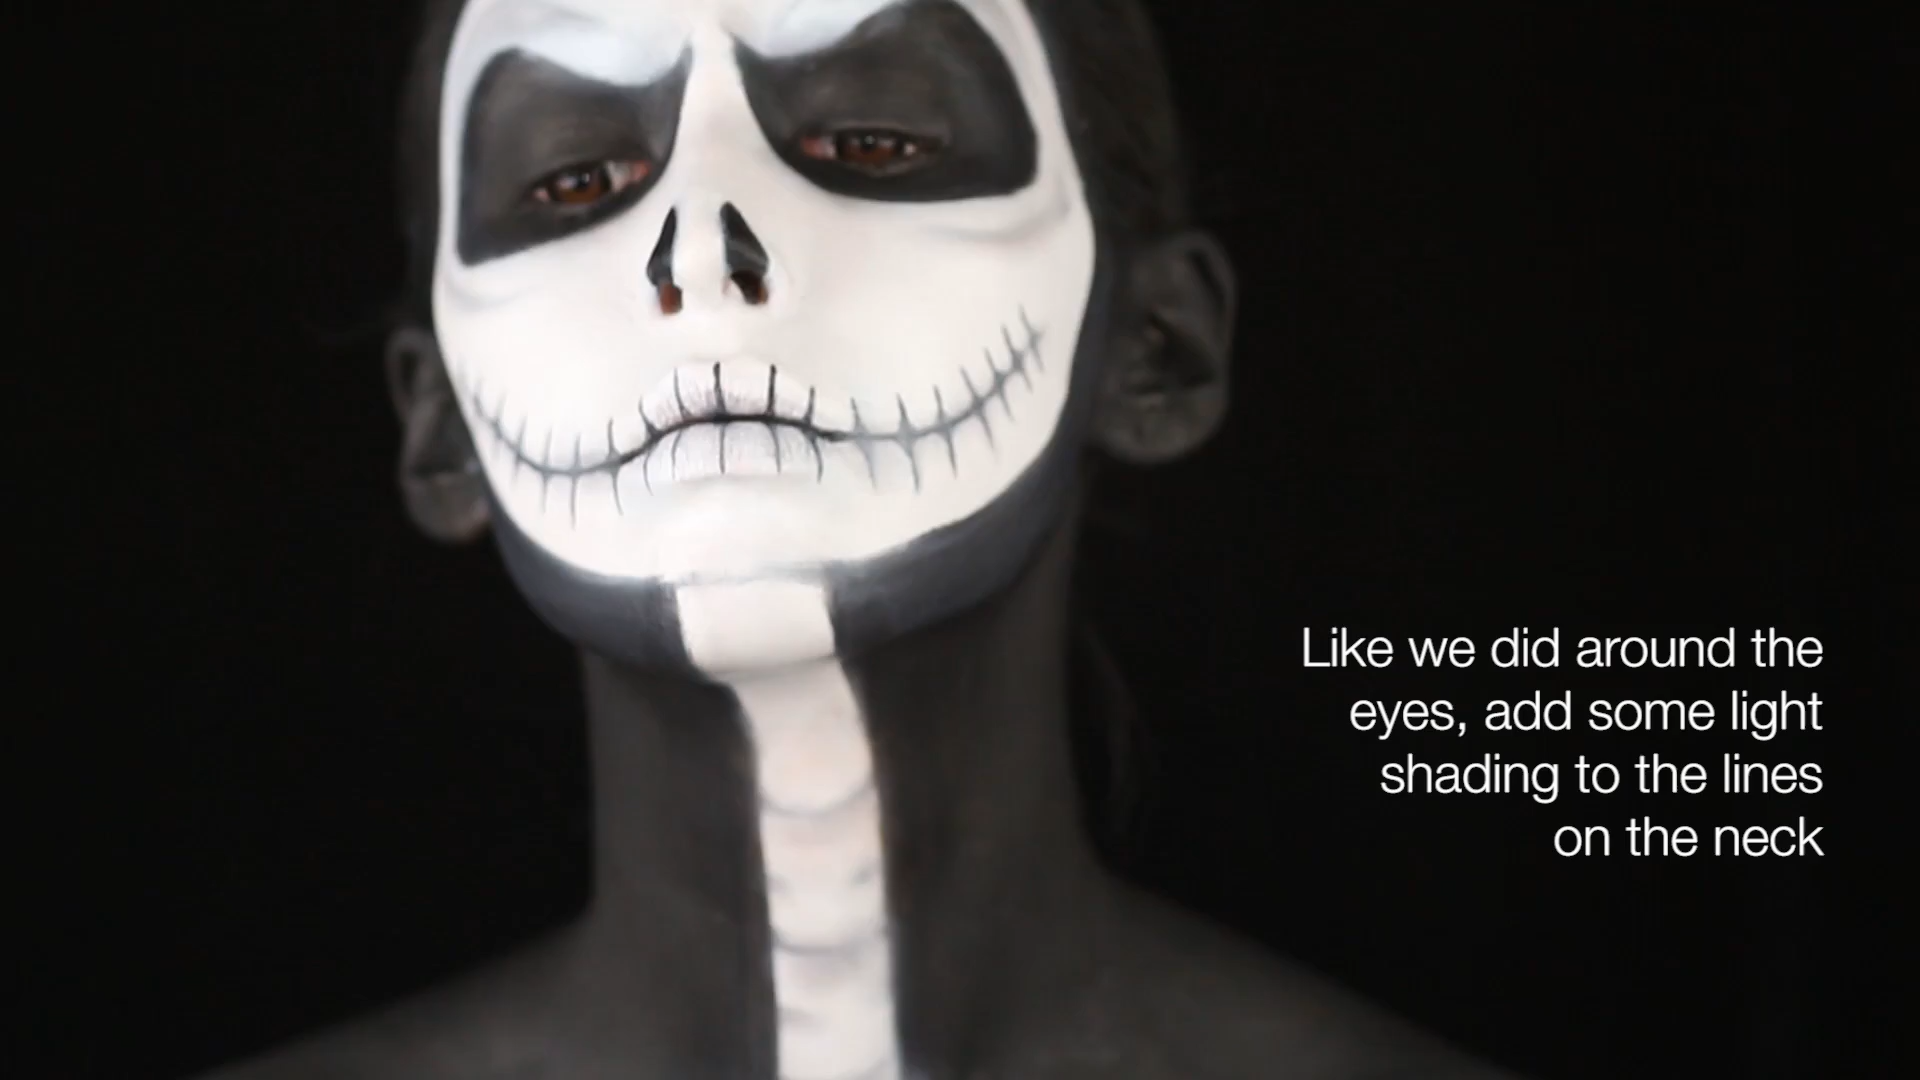 Like we did around the
eyes, add some light
shading to the lines
on the neck